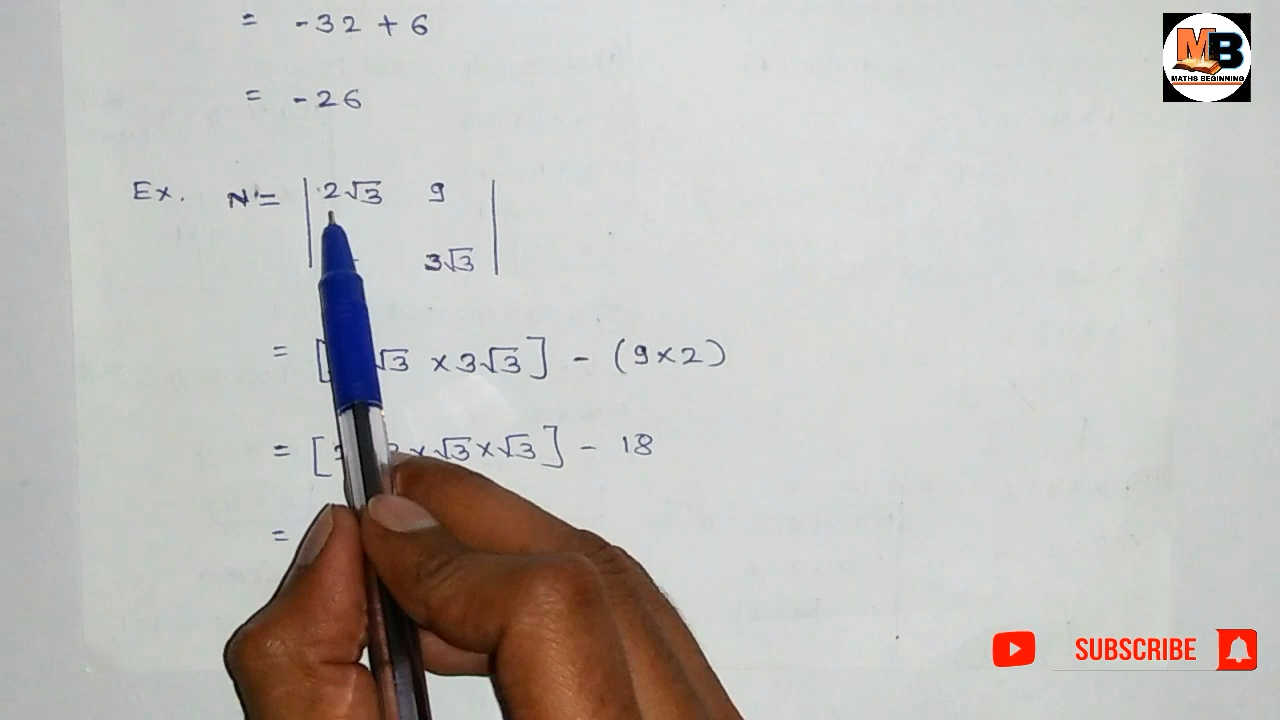 = -32 + 6
= -26
MB
MATHS BEGINNING
Ex. N = | 2√3 9 |
3√3 |
= [ √3 × 3√3 ] - (9×2)
= [ × √3 × √3 ] - 18
=
SUBSCRIBE